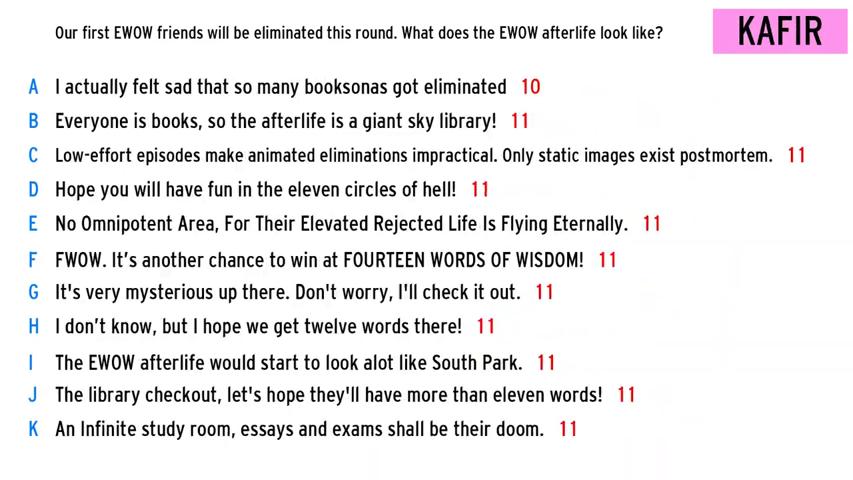 Our first EWOW friends will be eliminated this round. What does the EWOW afterlife look like?
KAFIR
A I actually felt sad that so many booksonas got eliminated 10
B Everyone is books, so the afterlife is a giant sky library! 11
C Low-effort episodes make animated eliminations impractical. Only static images exist postmortem. 11
D Hope you will have fun in the eleven circles of hell! 11
E No Omnipotent Area, For Their Elevated Rejected Life Is Flying Eternally. 11
F FWOW. It’s another chance to win at FOURTEEN WORDS OF WISDOM! 11
G It's very mysterious up there. Don't worry, I'll check it out. 11
H I don’t know, but I hope we get twelve words there! 11
I The EWOW afterlife would start to look alot like South Park. 11
J The library checkout, let's hope they'll have more than eleven words! 11
K An Infinite study room, essays and exams shall be their doom. 11